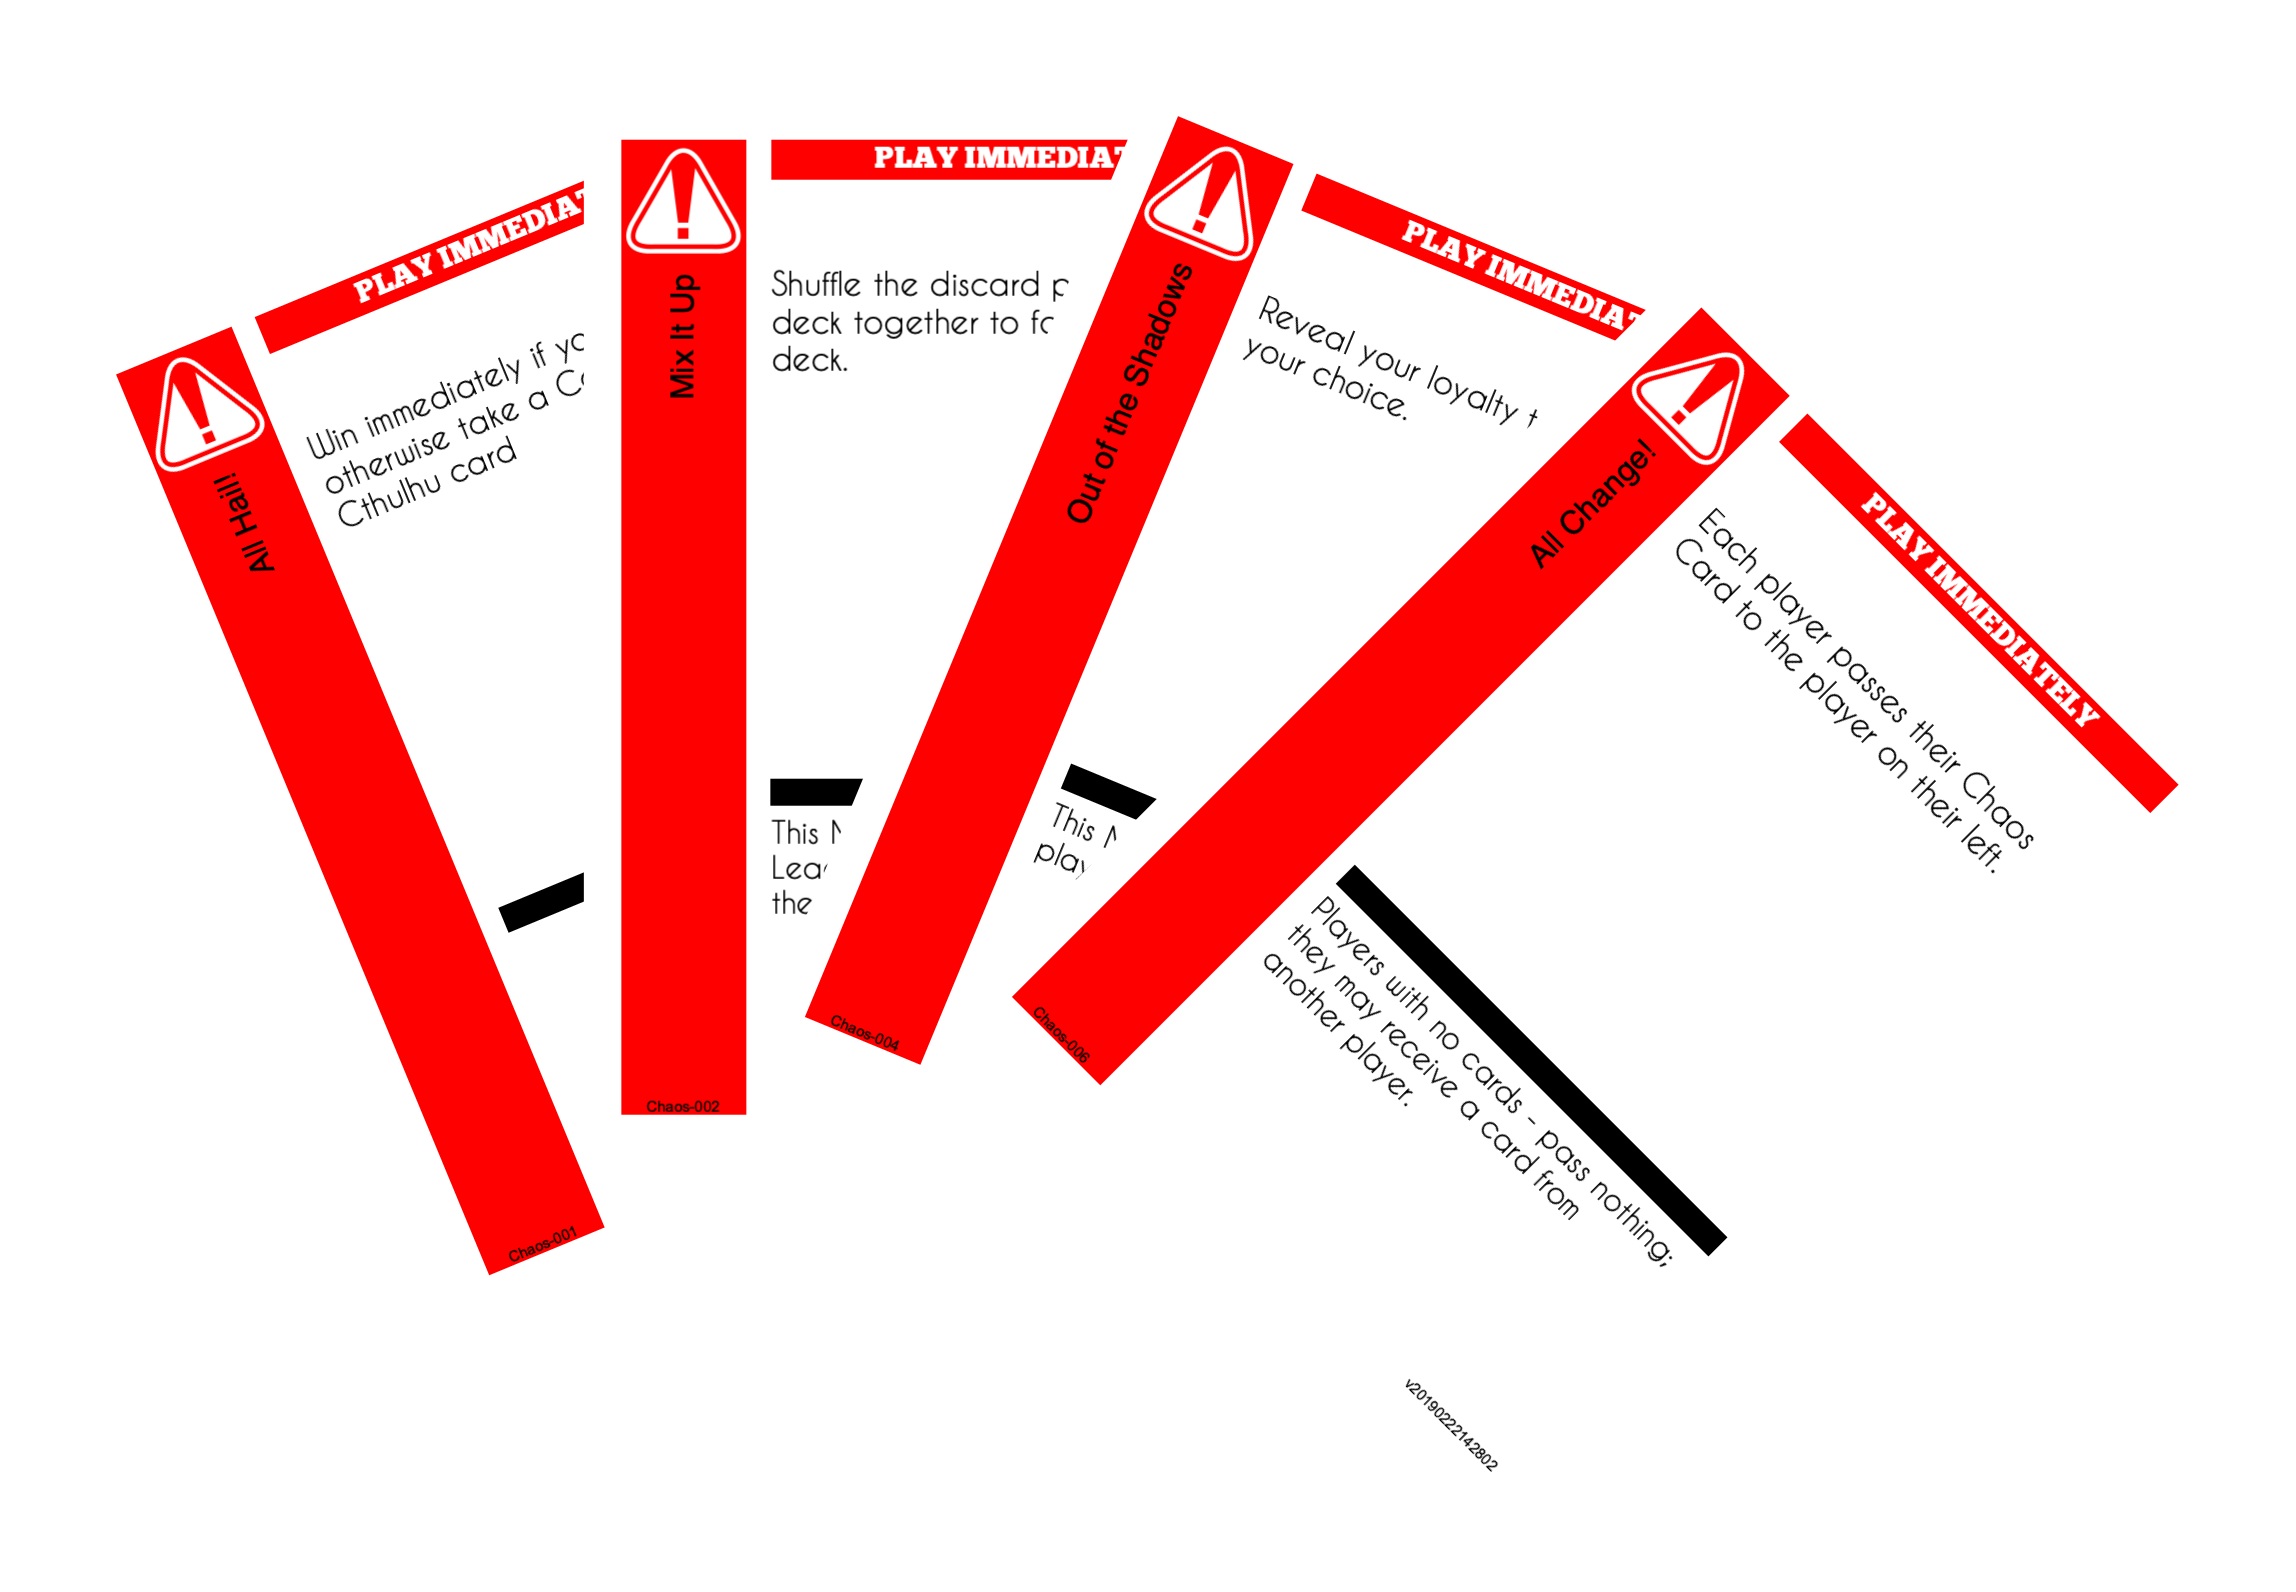 PLAY IMMEDIAT
All Hail!
Win immediately if yo
otherwise take a
Cthulhu card
Chaos-001
PLAY IMMEDIAT
Mix It Up
Shuffle the discard
deck together to
deck.
This
the
Chaos-002
PLAY IMMEDIAT
Out of the Shadows
Reveal your loyalty
your choice.
This
Chaos-004
PLAY IMMEDIATELY
All Change!
Each player passes their Chaos
Card to the player on their left.
Players with no cards - pass nothing;
they may receive a card from
another player.
Chaos-006
v20190222142802